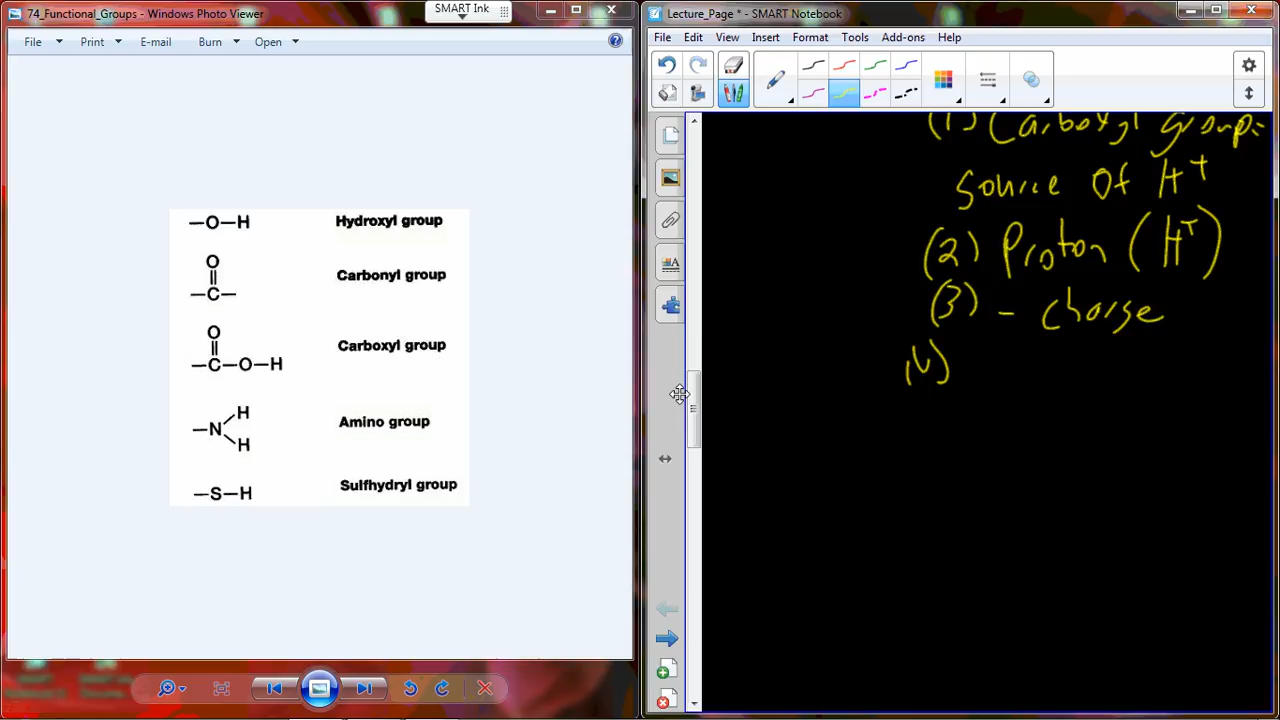 74_Functional_Groups - Windows Photo Viewer
SMART Ink
File Print E-mail Burn Open
—O—H Hydroxyl group
O
—C— Carbonyl group
O
—C—O—H Carboxyl group
H
—N Amino group
H
—S—H Sulfhydryl group
Lecture_Page * - SMART Notebook
File Edit View Insert Format Tools Add-ons Help
(1) Carboxyl Group:
Source Of H+
(2) Proton (H+)
(3) - charge